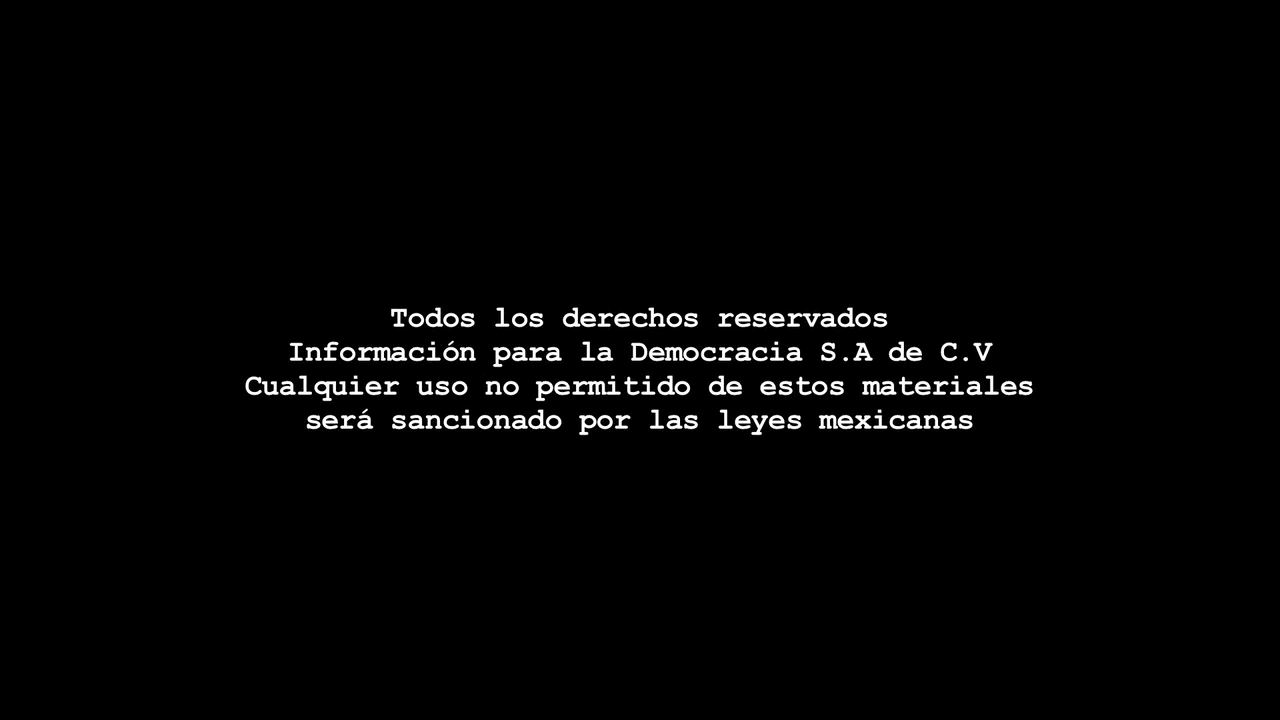 Todos los derechos reservados
Información para la Democracia S.A de C.V
Cualquier uso no permitido de estos materiales
será sancionado por las leyes mexicanas